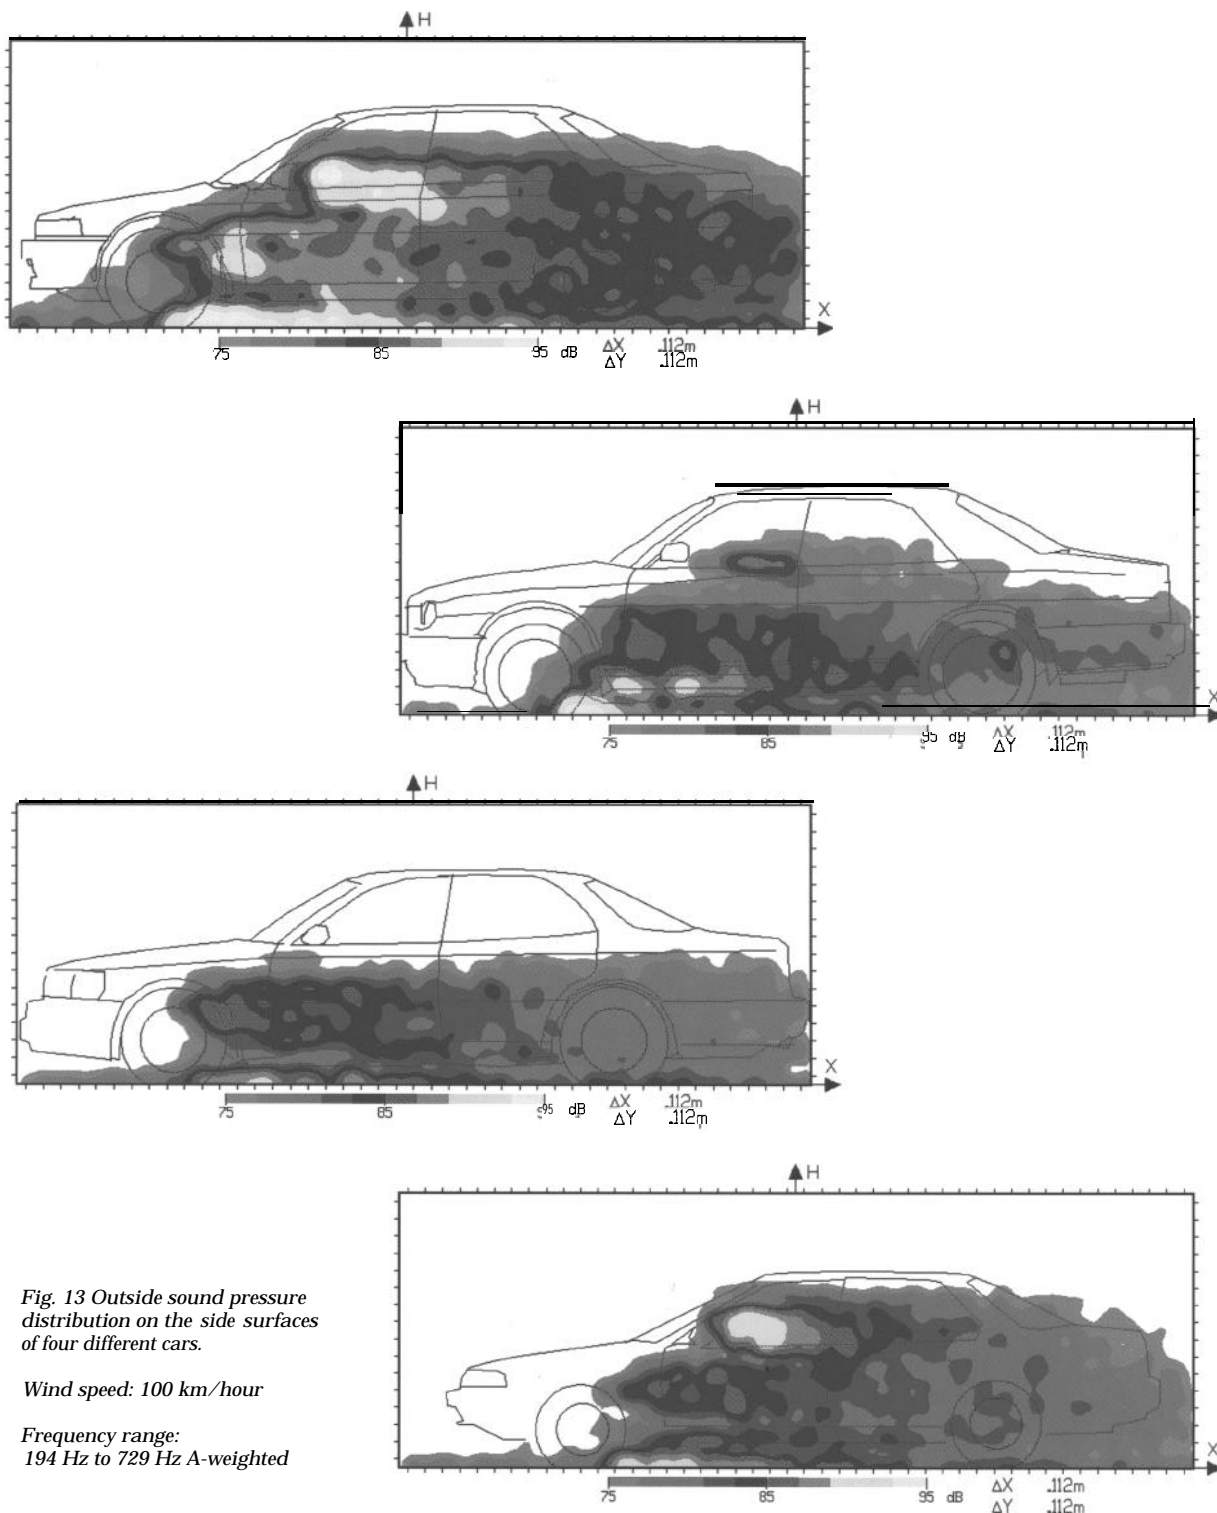 H
X
75 85 95 dB ΔX .112m
ΔY .112m
H
X
75 85 95 dB ΔX .112m
ΔY .112m
H
X
75 85 95 dB ΔX .112m
ΔY .112m
H
X
75 85 95 dB ΔX .112m
ΔY .112m
Fig. 13 Outside sound pressure
distribution on the side surfaces
of four different cars.
Wind speed: 100 km/hour
Frequency range:
194 Hz to 729 Hz A-weighted